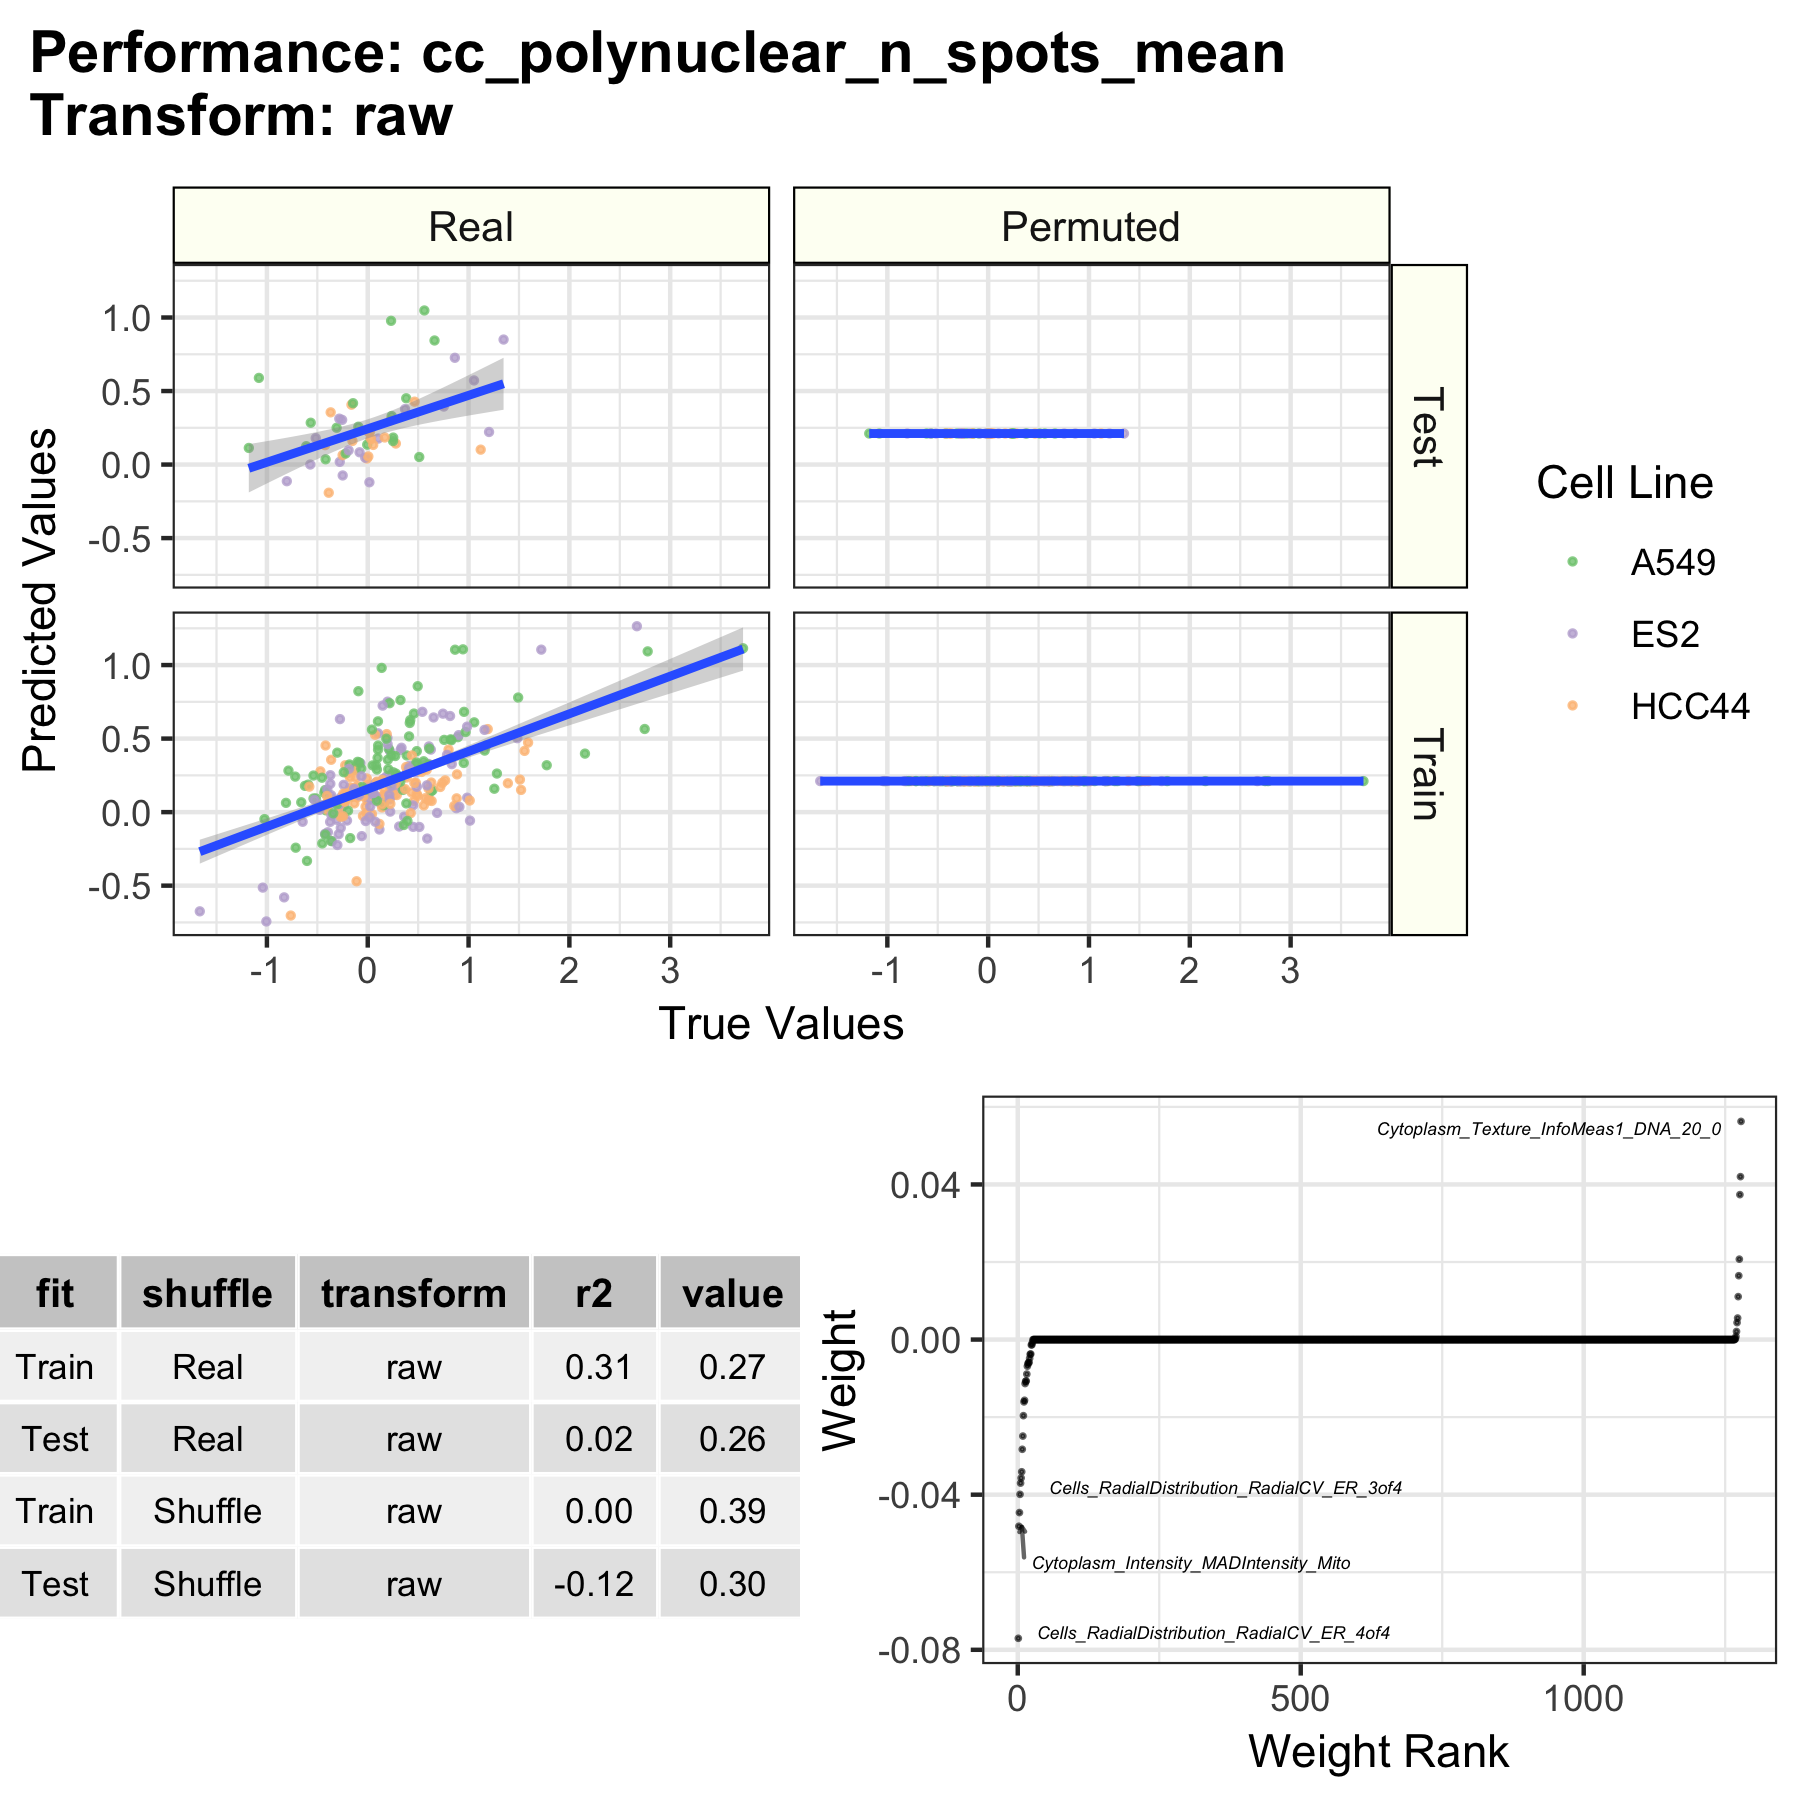 Performance: cc_polynuclear_n_spots_mean
Transform: raw
Real
Permuted
1.0
0.5
0.0
-0.5
Test
1.0
0.5
0.0
-0.5
Train
Predicted Values
-1 0 1 2 3
-1 0 1 2 3
True Values
Cell Line
A549
ES2
HCC44
fit shuffle transform r2 value
Train Real raw 0.31 0.27
Test Real raw 0.02 0.26
Train Shuffle raw 0.00 0.39
Test Shuffle raw -0.12 0.30
Weight
0.04
0.00
-0.04
-0.08
Cytoplasm_Texture_InfoMeas1_DNA_20_0
Cells_RadialDistribution_RadialCV_ER_3of4
Cytoplasm_Intensity_MADIntensity_Mito
Cells_RadialDistribution_RadialCV_ER_4of4
0 500 1000
Weight Rank